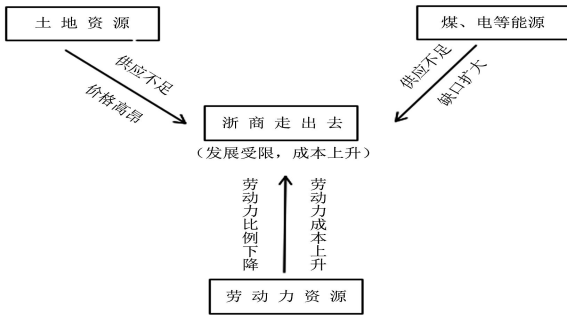 土地资源
煤、电等能源
供应不足
价格高昂
供应不足
缺口扩大
浙商走出去
（发展受限，成本上升）
劳动力比例下降
劳动力成本上升
劳动力资源